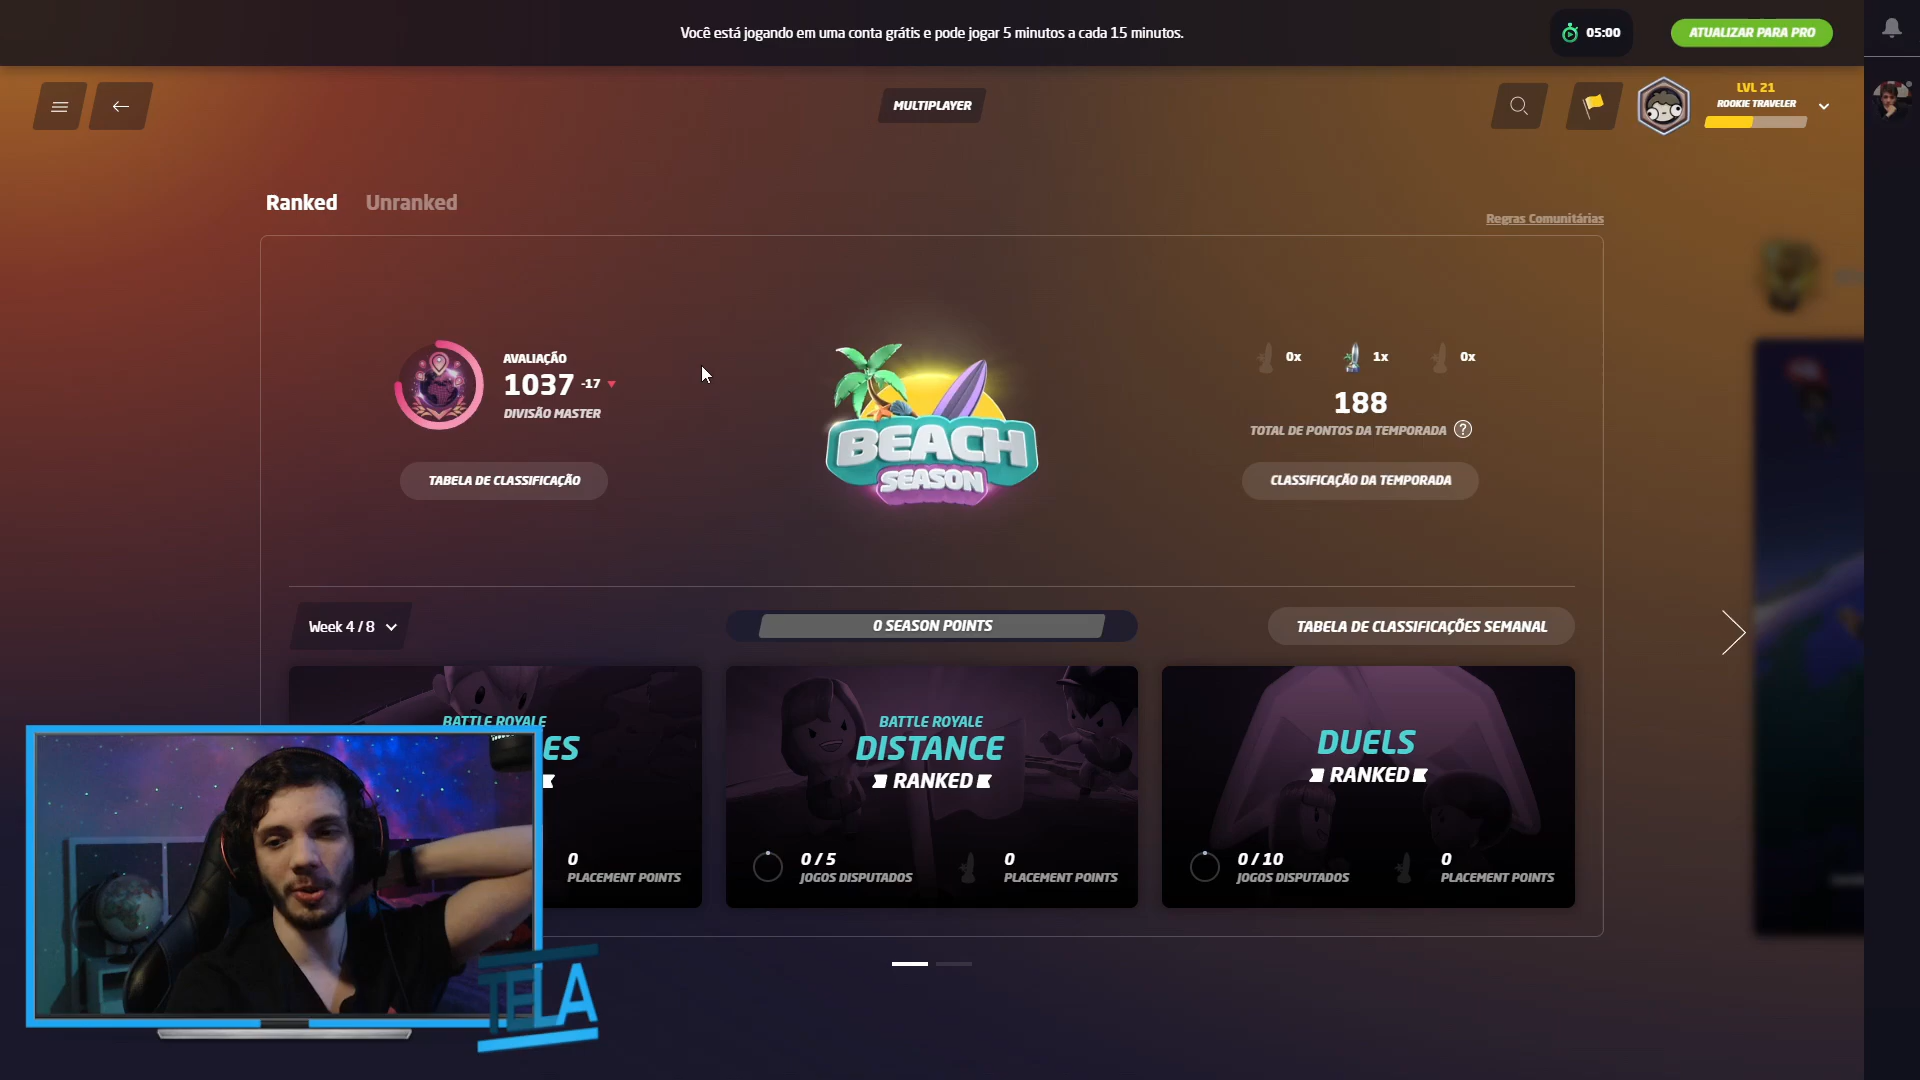 Você está jogando em uma conta grátis e pode jogar 5 minutos a cada 15 minutos.
05:00
ATUALIZAR PARA PRO
MULTIPLAYER
LVL 21
ROOKIE TRAVELER
Ranked
Unranked
Regras Comunitárias
AVALIAÇÃO
1037 -17
DIVISÃO MASTER
TABELA DE CLASSIFICAÇÃO
BEACH
SEASON
0x
1x
0x
188
TOTAL DE PONTOS DA TEMPORADA ?
CLASSIFICAÇÃO DA TEMPORADA
Week 4 / 8
0 SEASON POINTS
TABELA DE CLASSIFICAÇÕES SEMANAL
BATTLE ROYALE
ES
0
PLACEMENT POINTS
BATTLE ROYALE
DISTANCE
RANKED
0 / 5
JOGOS DISPUTADOS
0
PLACEMENT POINTS
DUELS
RANKED
0 / 10
JOGOS DISPUTADOS
0
PLACEMENT POINTS
TELA